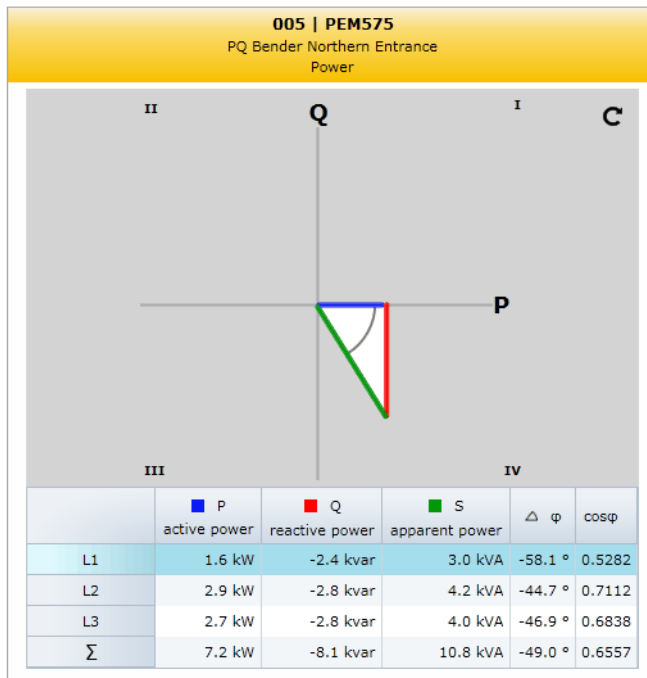 005 | PEM575
PQ Bender Northern Entrance
Power
II Q I
P
III IV
P Q S △ φ cosφ
active power reactive power apparent power
L1 1.6 kW -2.4 kvar 3.0 kVA -58.1 ° 0.5282
L2 2.9 kW -2.8 kvar 4.2 kVA -44.7 ° 0.7112
L3 2.7 kW -2.8 kvar 4.0 kVA -46.9 ° 0.6838
Σ 7.2 kW -8.1 kvar 10.8 kVA -49.0 ° 0.6557